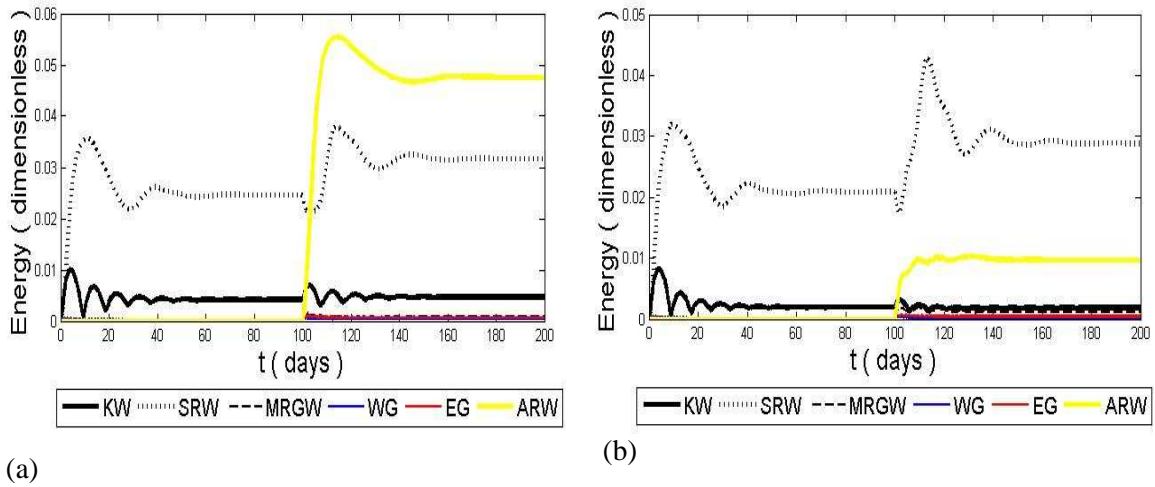 0.06
0.05
0.04
0.03
0.02
0.01
0
0 20 40 60 80 100 120 140 160 180 200
Energy ( dimensionless )
t ( days )
KW SRW MRGW WG EG ARW
(a)
0.05
0.04
0.03
0.02
0.01
0
0 20 40 60 80 100 120 140 160 180 200
Energy ( dimensionless )
t ( days )
KW SRW MRGW WG EG ARW
(b)